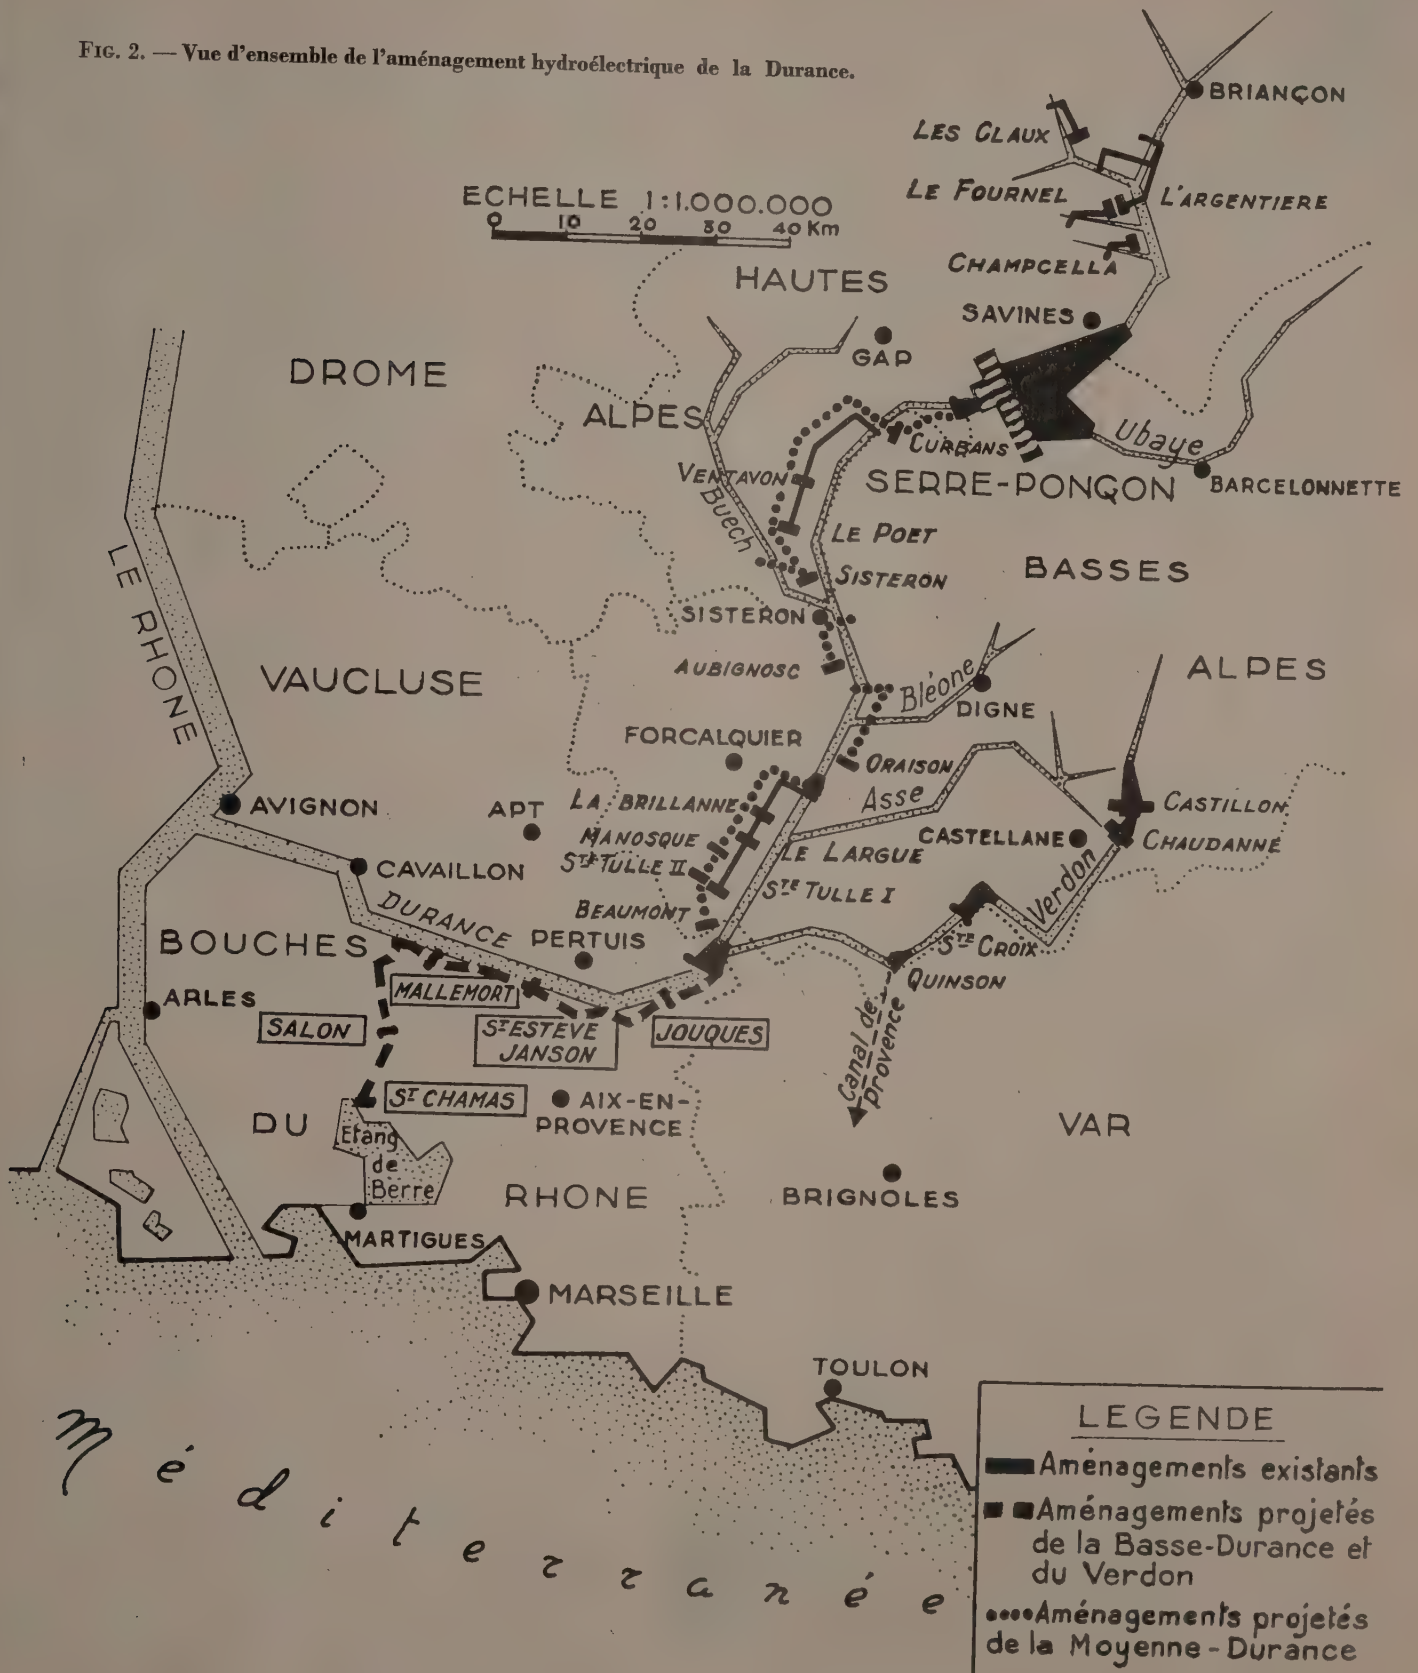 FIG. 2. — Vue d'ensemble de l'aménagement hydroélectrique de la Durance.
BRIANÇON
LES CLAUX
LE FOURNEL
L'ARGENTIERE
ECHELLE 1:1.000.000
0 10 20 30 40 Km
CHAMPCELLA
HAUTES
SAVINES
GAP
DROME
ALPES
CURBANS
Ubaye
VENTAVON
SERRE-PONÇON
BARCELONNETTE
Buech
LE POET
LE RHONE
SISTERON
BASSES
SISTERON
AUBIGNOSC
VAUCLUSE
Bléone
ALPES
DIGNE
FORCALQUIER
ORAISON
AVIGNON
APT
LA BRILLANNE
Asse
CASTILLON
MANOSQUE
CASTELLANE
CHAUDANNE
STE TULLE II
LE LARGUE
CAVAILLON
STE TULLE I
Verdon
DURANCE
BEAUMONT
BOUCHES
PERTUIS
STE CROIX
QUINSON
MALLEMORT
ARLES
SALON
ST ESTEVE
JANSON
JOUQUES
Canal de
Provence
ST CHAMAS
AIX-EN-
PROVENCE
DU
VAR
Etang
de
Berre
RHONE
BRIGNOLES
MARTIGUES
MARSEILLE
TOULON
Méditerranée
LEGENDE
Aménagements existants
Aménagements projetés
de la Basse-Durance et
du Verdon
Aménagements projetés
de la Moyenne-Durance